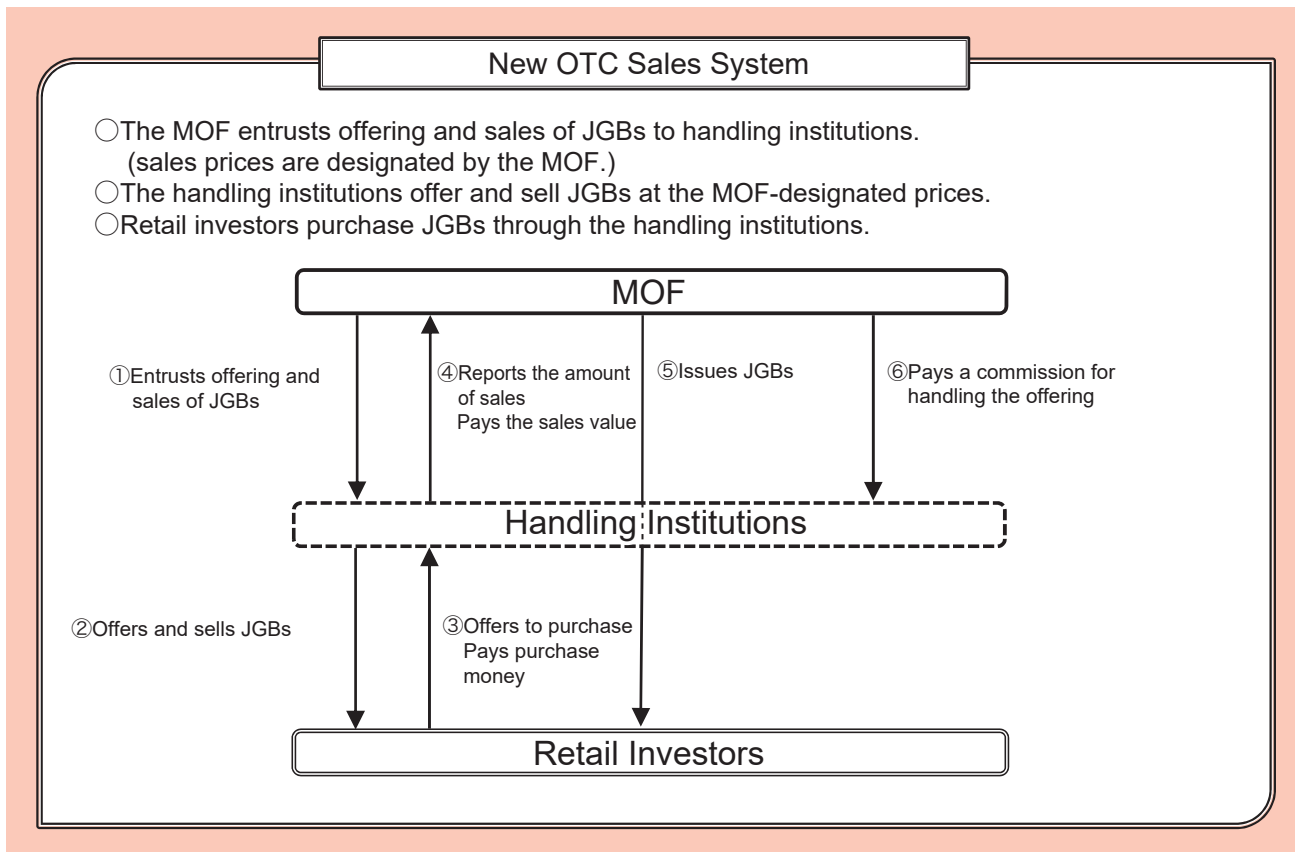 New OTC Sales System
○The MOF entrusts offering and sales of JGBs to handling institutions.
(sales prices are designated by the MOF.)
○The handling institutions offer and sell JGBs at the MOF-designated prices.
○Retail investors purchase JGBs through the handling institutions.
MOF
①Entrusts offering and
sales of JGBs
④Reports the amount
of sales
Pays the sales value
⑤Issues JGBs
⑥Pays a commission for
handling the offering
Handling Institutions
②Offers and sells JGBs
③Offers to purchase
Pays purchase
money
Retail Investors